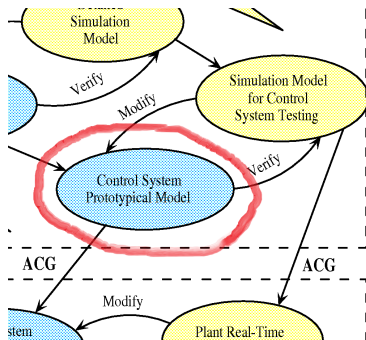 Simulation
Model
Verify
Modify
Simulation Model
for Control
System Testing
Verify
Control System
Prototypical Model
ACG
ACG
Modify
Plant Real-Time